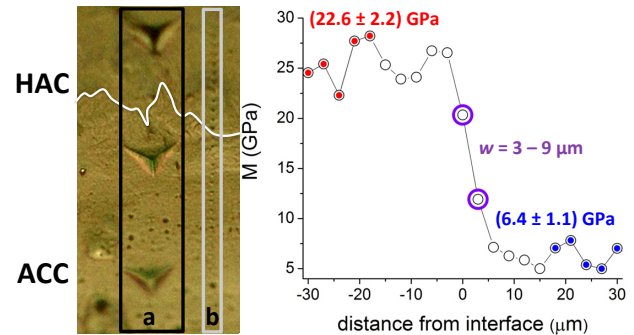 HAC
ACC
a
b
M (GPa)
30
25
20
15
10
5
(22.6 ± 2.2) GPa
w = 3 – 9 μm
(6.4 ± 1.1) GPa
-30
-20
-10
0
10
20
30
distance from interface (μm)